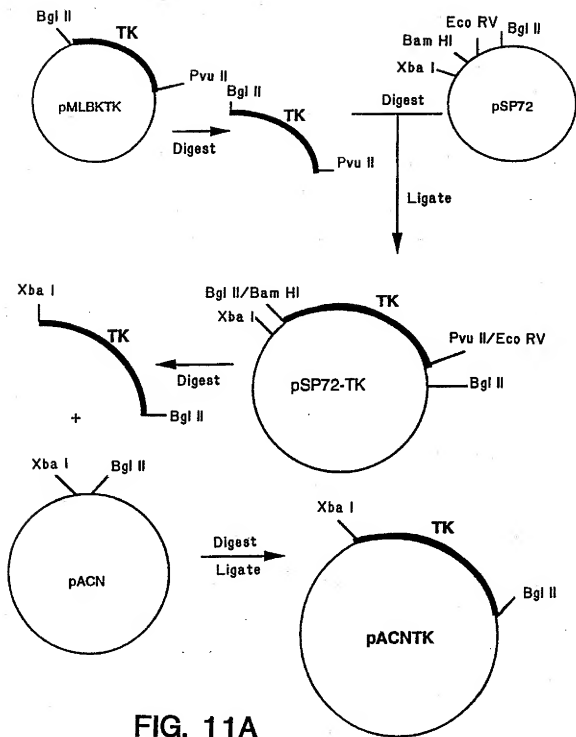 Bgl II
TK
Pvu II
pMLBKTK
Digest
Bgl II
TK
Pvu II
Digest
Eco RV
Bgl II
Bam HI
Xba I
pSP72
Ligate
Xba I
TK
Bgl II
Digest
Bgl II/Bam HI
TK
Xba I
Pvu II/Eco RV
Bgl II
pSP72-TK
+
Xba I
Bgl II
pACN
Digest
Ligate
Xba I
TK
Bgl II
pACNTK
FIG. 11A